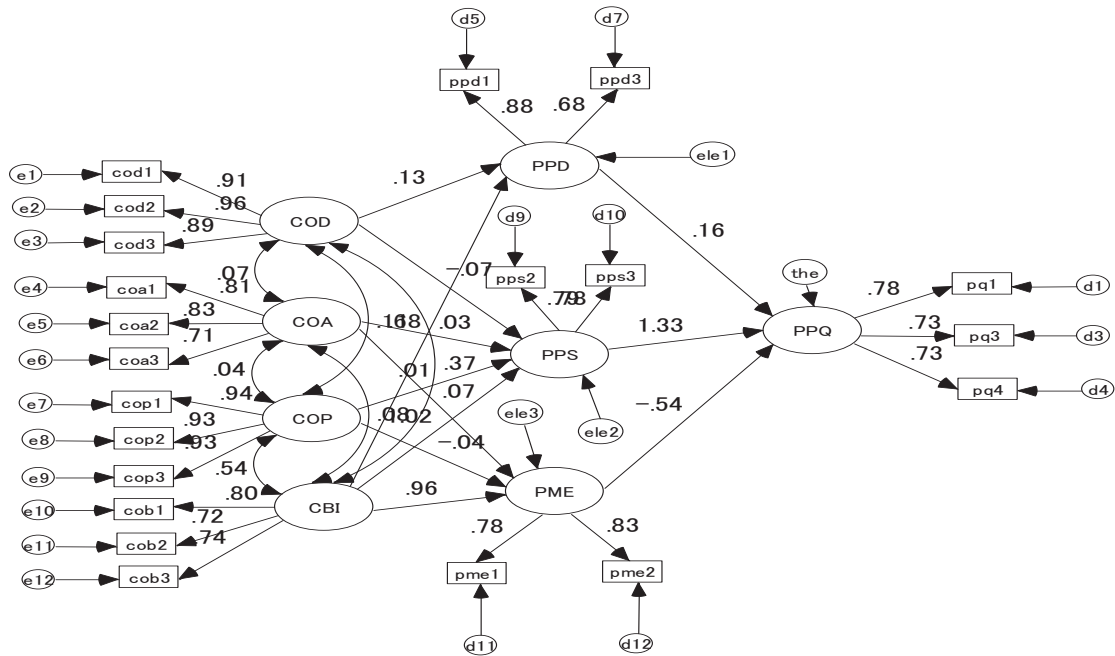 d5
d7
ppd1
ppd3
.88
.68
PPD
ele1
e1
cod1
.91
e2
cod2
.96
COD
.13
e3
cod3
.89
d9
d10
.16
e4
coa1
.07
.81
-.07
pps2
pps3
the
.78
pq1
d1
e5
coa2
.83
COA
.03
PPS
1.33
PPQ
.73
pq3
d3
e6
coa3
.71
.04
.01
.37
.73
pq4
d4
e7
cop1
.94
.07
-.54
e8
cop2
.93
COP
ele3
ele2
e9
cop3
.93
-.04
.54
e10
cob1
.80
CBI
.96
PME
e11
cob2
.72
.78
.83
e12
cob3
.74
pme1
pme2
d11
d12